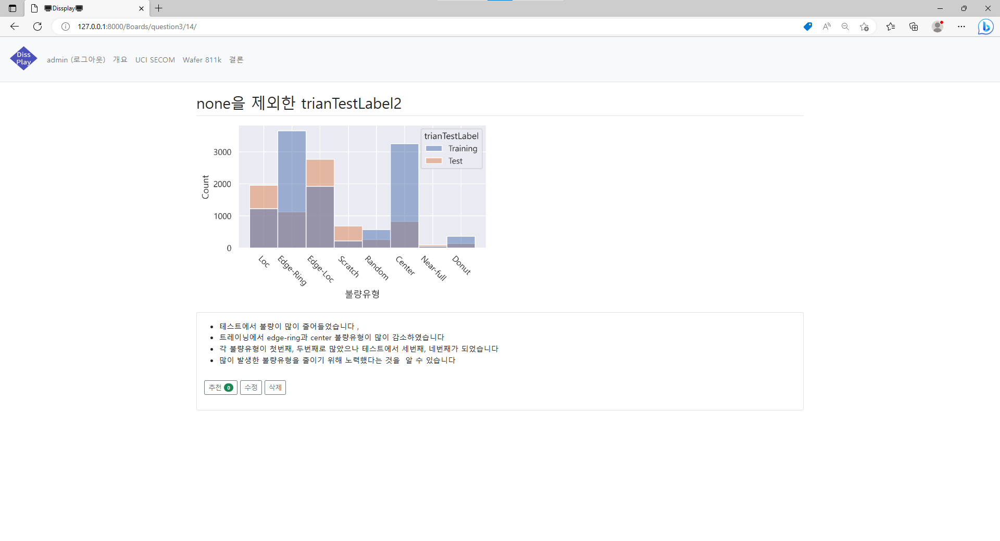 Dissplay
127.0.0.1:8000/Boards/question3/14/
Diss
Play
admin (로그아웃) 개요 UCI SECOM Wafer 811k 결론
none을 제외한 trianTestLabel2
trianTestLabel
Training
Test
Count
3000
2000
1000
0
Loc
Edge-Ring
Edge-Loc
Scratch
Random
Center
Near-full
Donut
불량유형
테스트에서 불량이 많이 줄어들었습니다 ,
트레이닝에서 edge-ring과 center 불량유형이 많이 감소하였습니다
각 불량유형이 첫번째, 두번째로 많았으나 테스트에서 세번째, 네번째가 되었습니다
많이 발생한 불량유형을 줄이기 위해 노력했다는 것을 알 수 있습니다
추천 0 수정 삭제